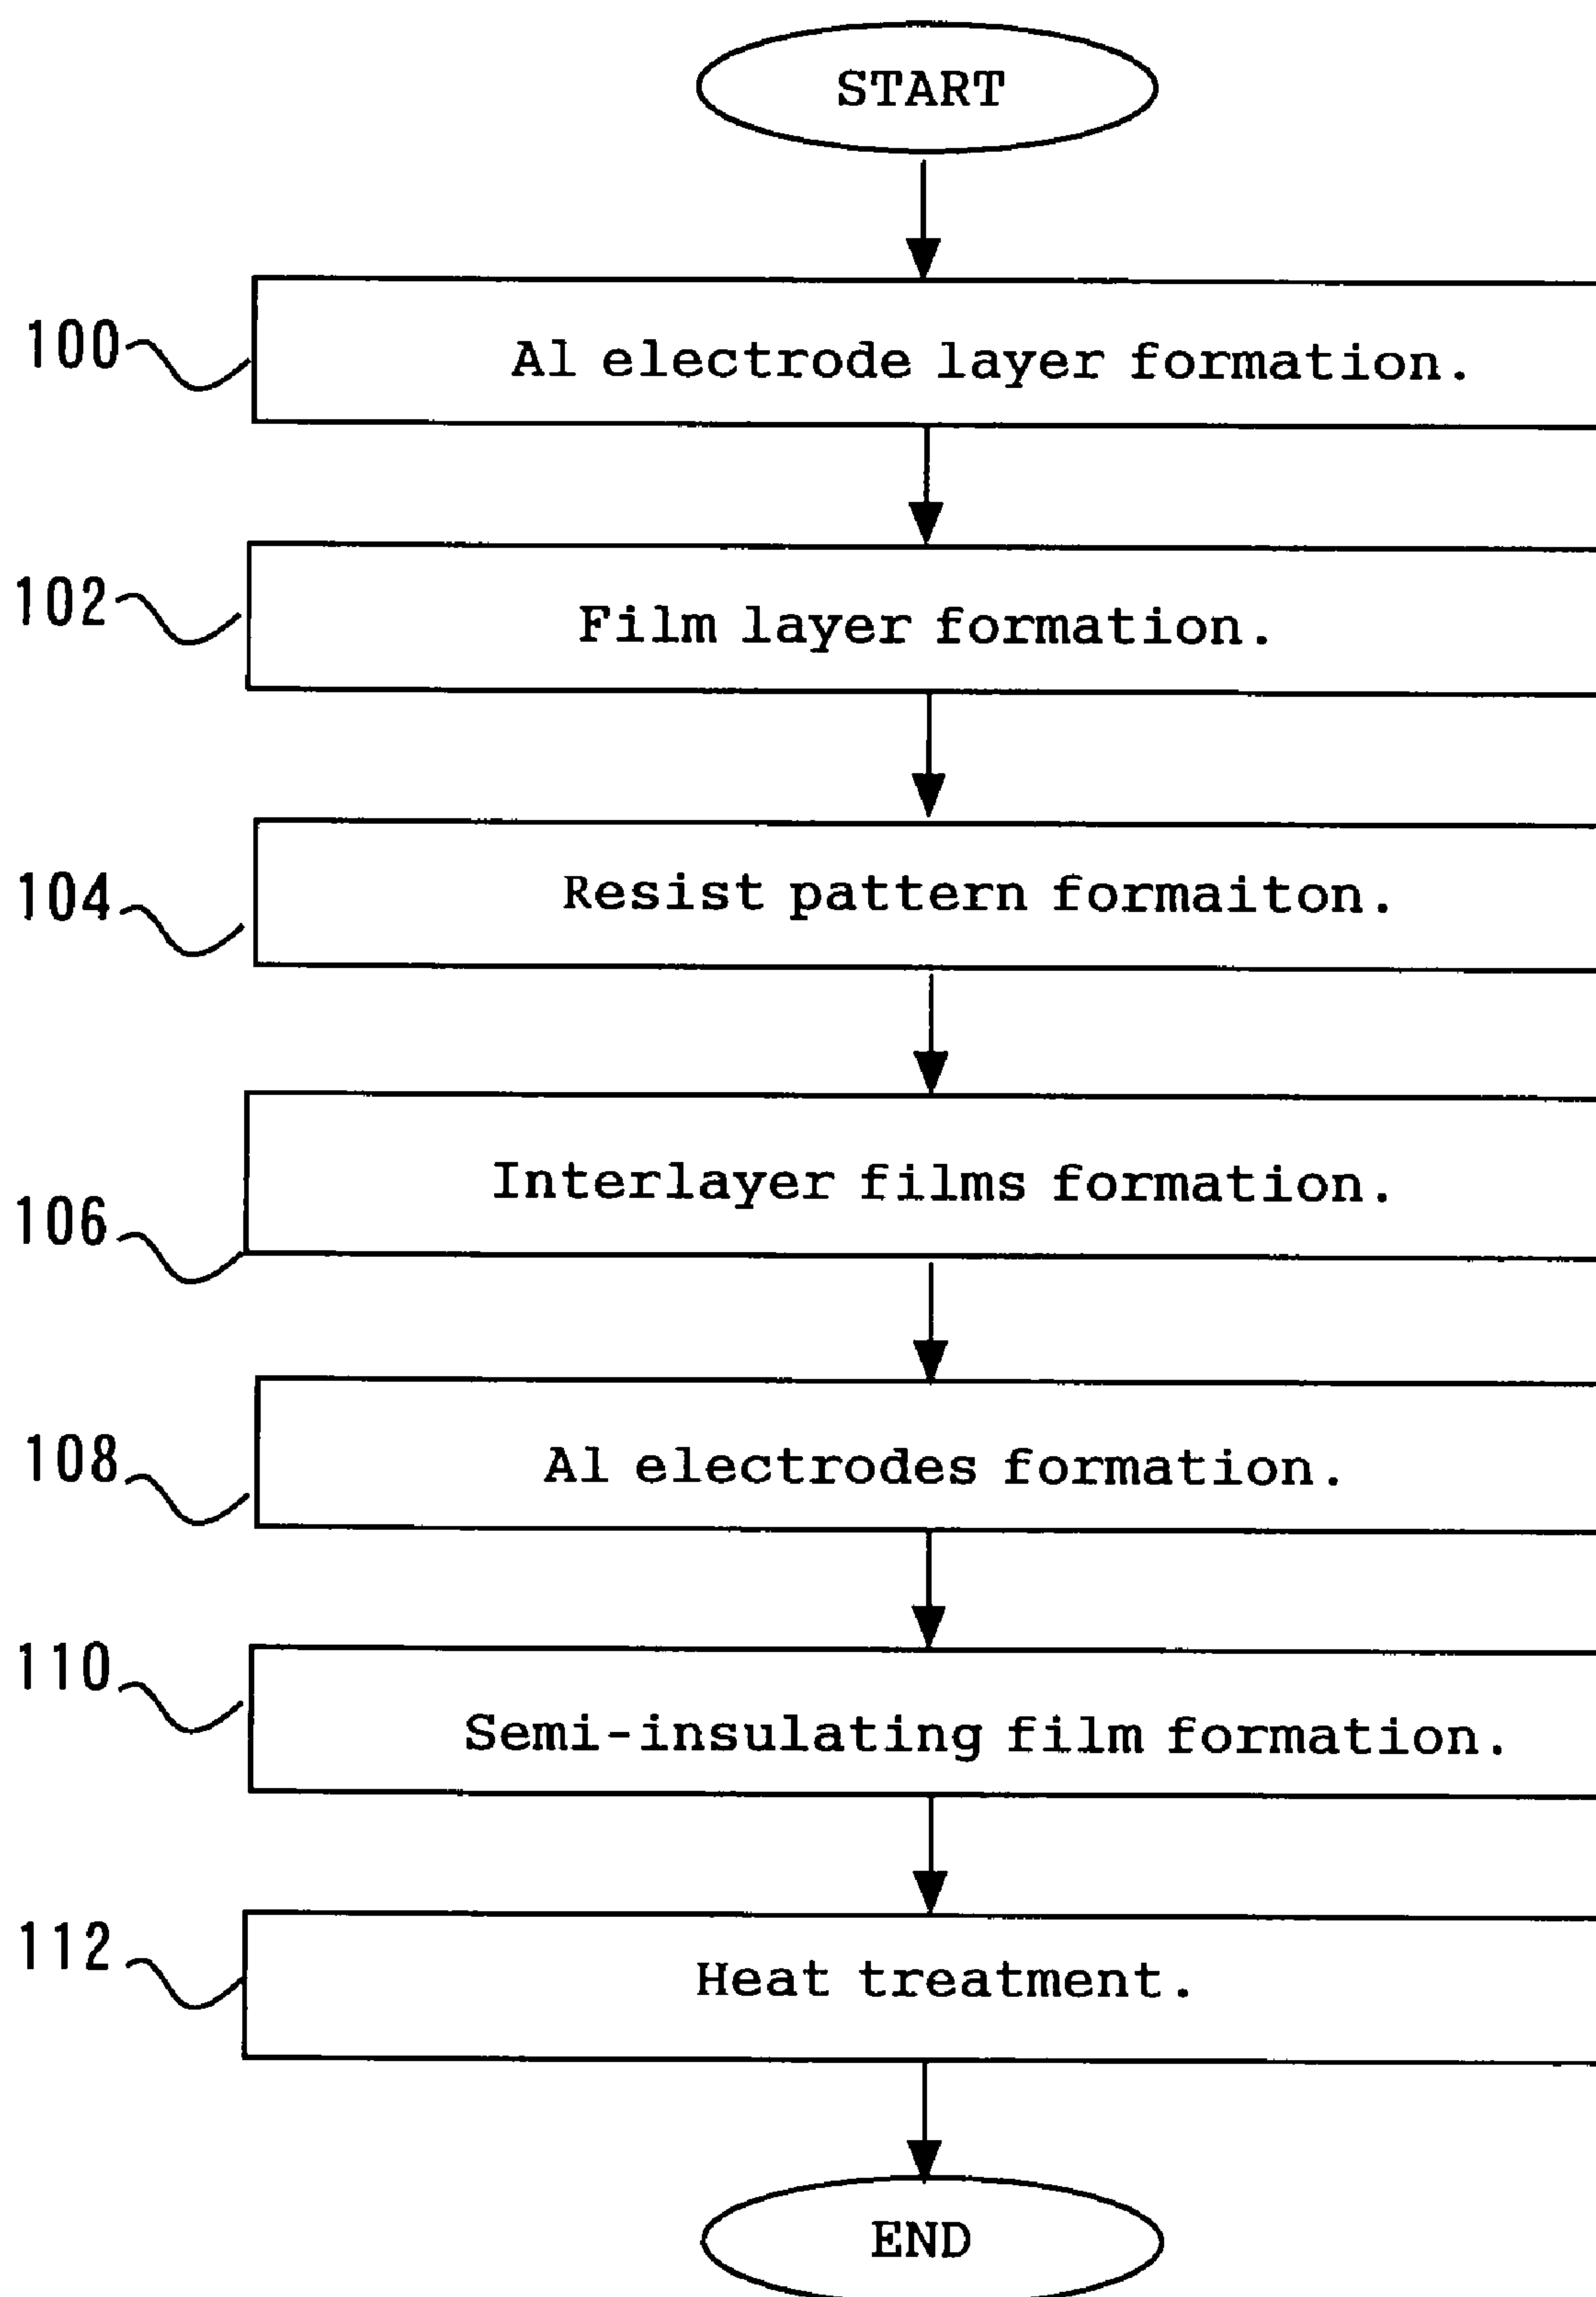 START
100
Al electrode layer formation.
102
Film layer formation.
104
Resist pattern formaiton.
106
Interlayer films formation.
108
Al electrodes formation.
110
Semi-insulating film formation.
112
Heat treatment.
END